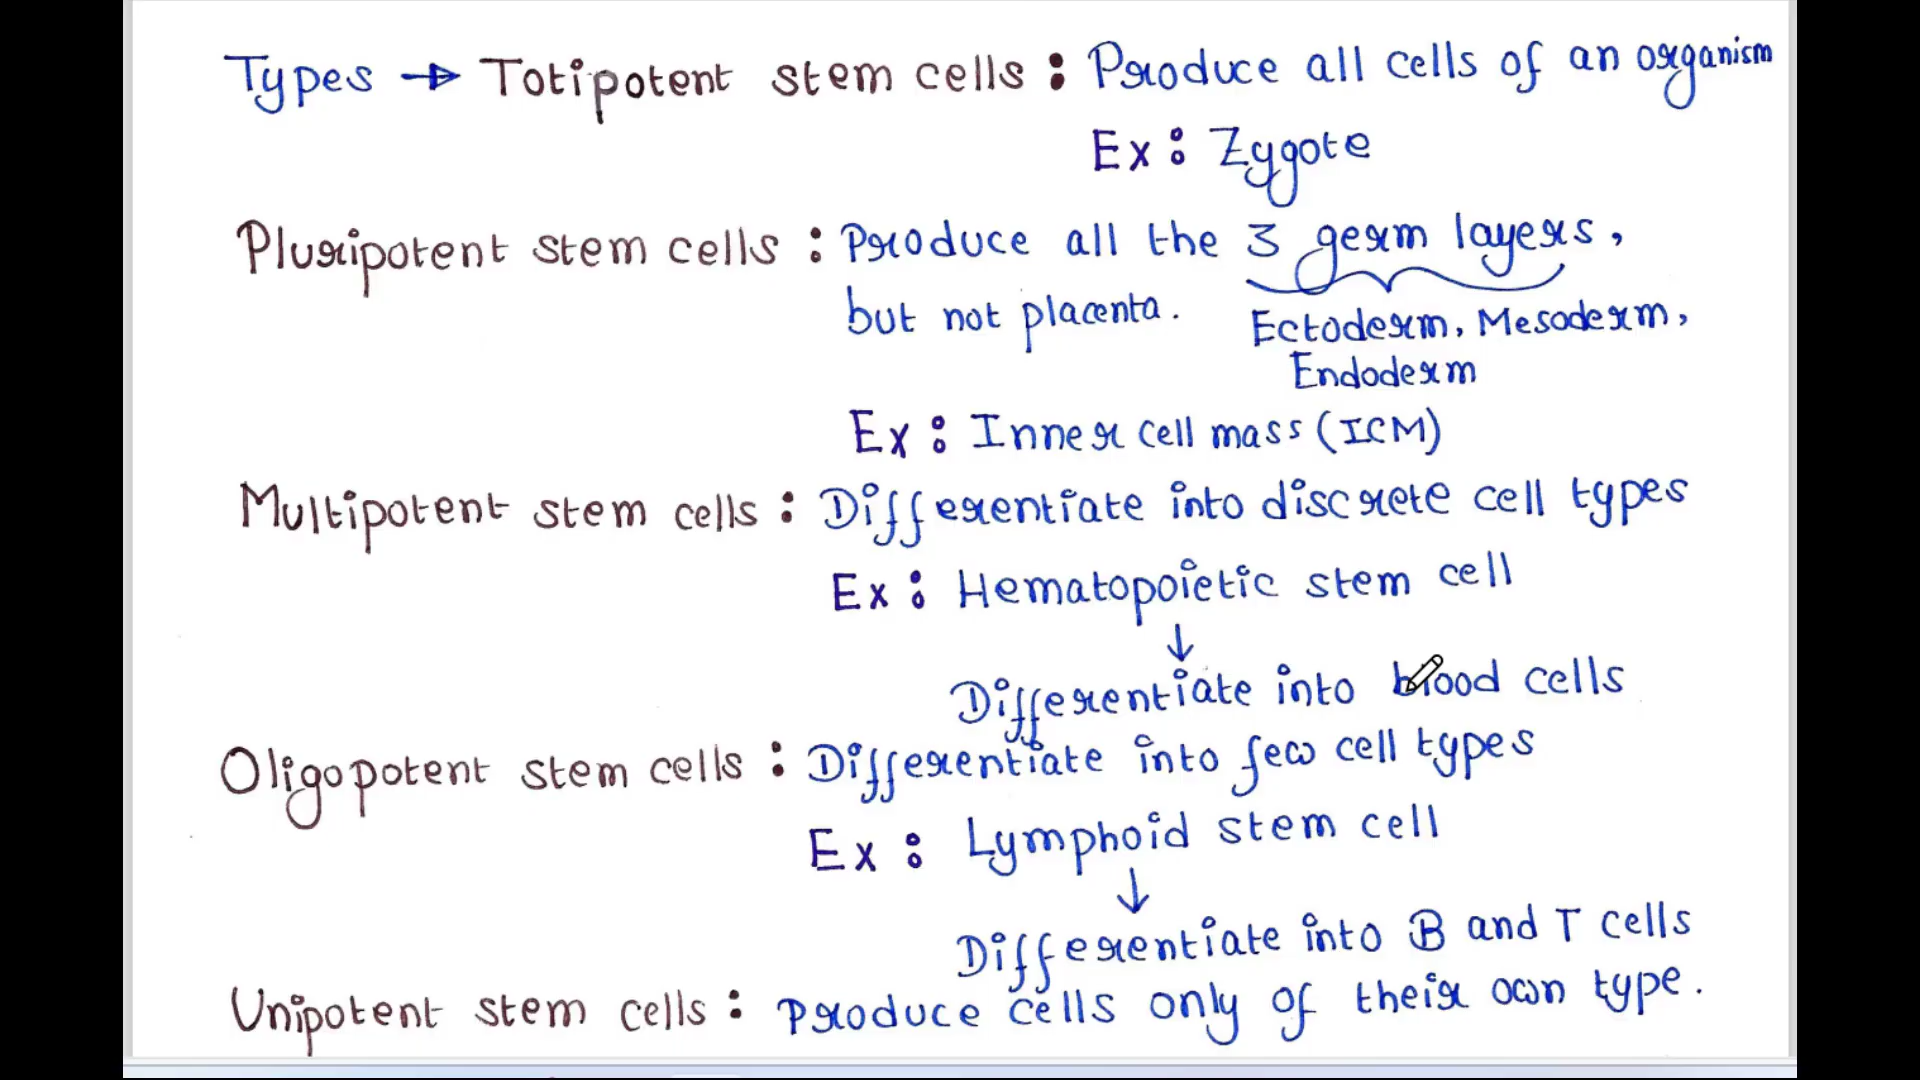 Types → Totipotent stem cells : Produce all cells of an organism
Ex : Zygote
Pluripotent stem cells : Produce all the 3 germ layers,
but not placenta.
Ectoderm, Mesoderm,
Endoderm
Ex : Inner cell mass (ICM)
Multipotent stem cells : Differentiate into discrete cell types
Ex : Hematopoietic stem cell
↓
Differentiate into blood cells
Oligopotent stem cells : Differentiate into few cell types
Ex : Lymphoid stem cell
↓
Differentiate into B and T cells
Unipotent stem cells : Produce cells only of their own type.